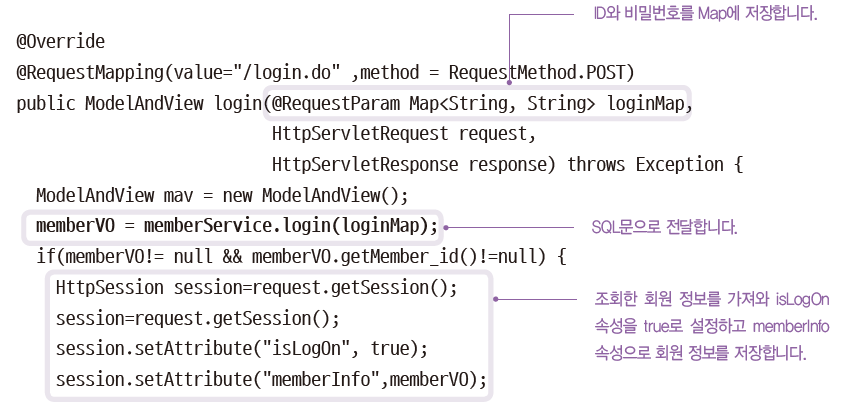 ID와 비밀번호를 Map에 저장합니다.
@Override
@RequestMapping(value="/login.do" ,method = RequestMethod.POST)
public ModelAndView login(@RequestParam Map<String, String> loginMap,
HttpServletRequest request,
HttpServletResponse response) throws Exception {
ModelAndView mav = new ModelAndView();
memberVO = memberService.login(loginMap);
SQL문으로 전달합니다.
if(memberVO!= null && memberVO.getMember_id()!=null) {
HttpSession session=request.getSession();
session=request.getSession();
session.setAttribute("isLogOn", true);
session.setAttribute("memberInfo",memberVO);
조회한 회원 정보를 가져와 isLogOn
속성을 true로 설정하고 memberInfo
속성으로 회원 정보를 저장합니다.